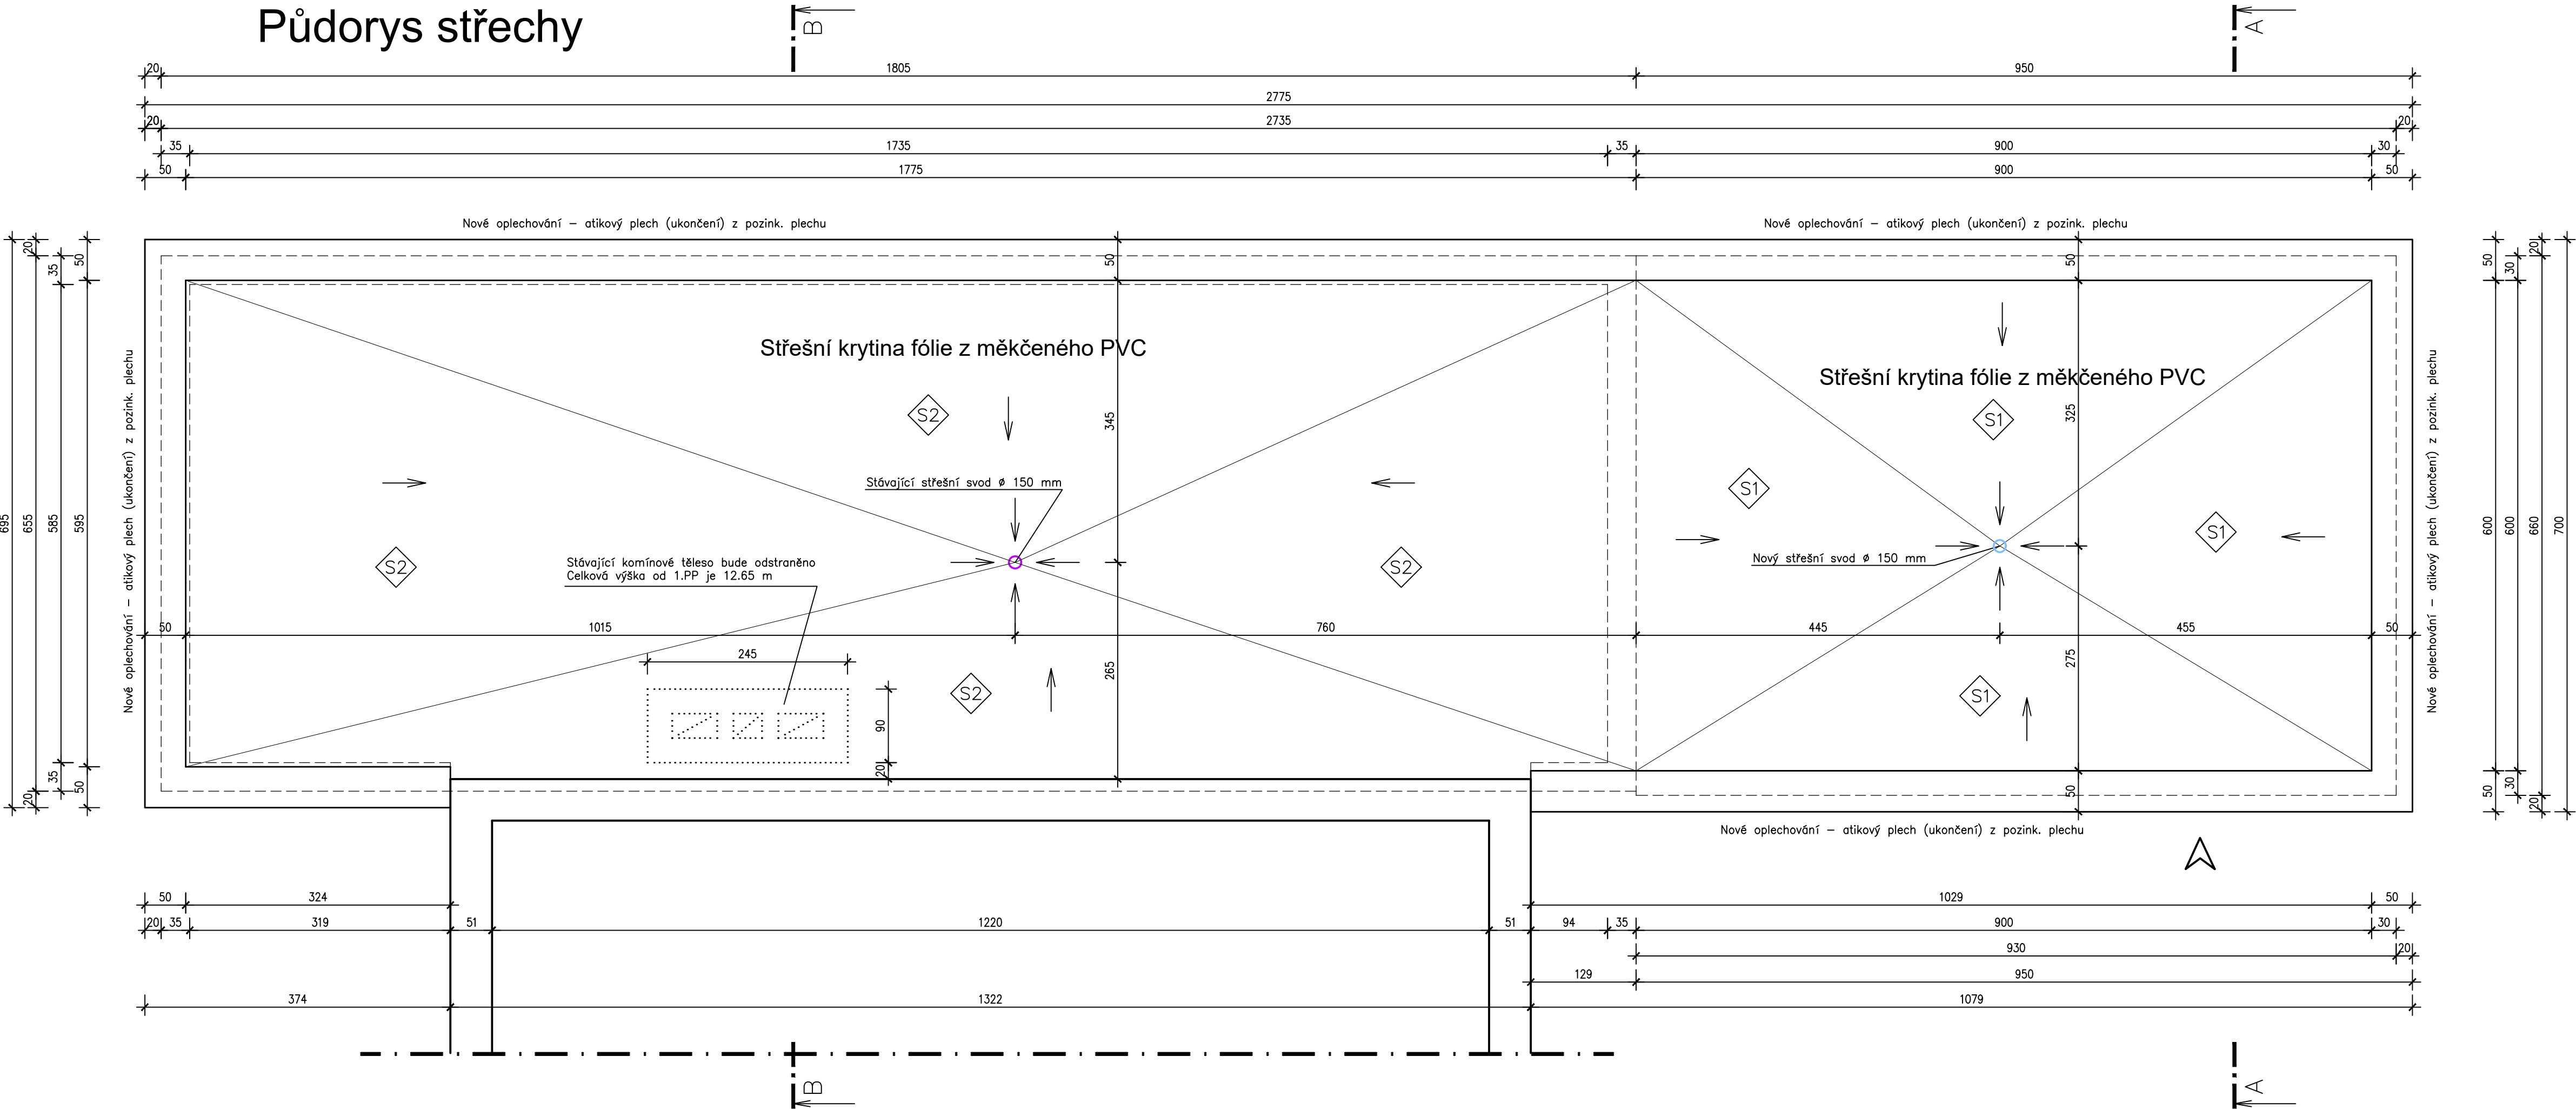 Půdorys střechy
B
A
20 1805 950
2775
20 2735 20
35 1735 35 900 30
50 1775 900 50
Nové oplechování – atikový plech (ukončení) z pozink. plechu
Nové oplechování – atikový plech (ukončení) z pozink. plechu
695
20 655 20
35 585 35
50 595 50
Nové oplechování – atikový plech (ukončení) z pozink. plechu
Střešní krytina fólie z měkčeného PVC
S2
Stávající střešní svod ø 150 mm
Stávající komínové těleso bude odstraněno
Celková výška od 1.PP je 12.65 m
S2
S2
S2
50
345
265
50 1015 760 445 455 50
245
90
20
Střešní krytina fólie z měkčeného PVC
S1
S1
S1
S1
Nový střešní svod ø 150 mm
50
325
275
50
Nové oplechování – atikový plech (ukončení) z pozink. plechu
50 600 50
30 600 30
20 660 20
700
Nové oplechování – atikový plech (ukončení) z pozink. plechu
50 324 1029 50
20 35 319 51 1220 51 94 35 900 30
930 20
129 950
374 1322 1079
B
A